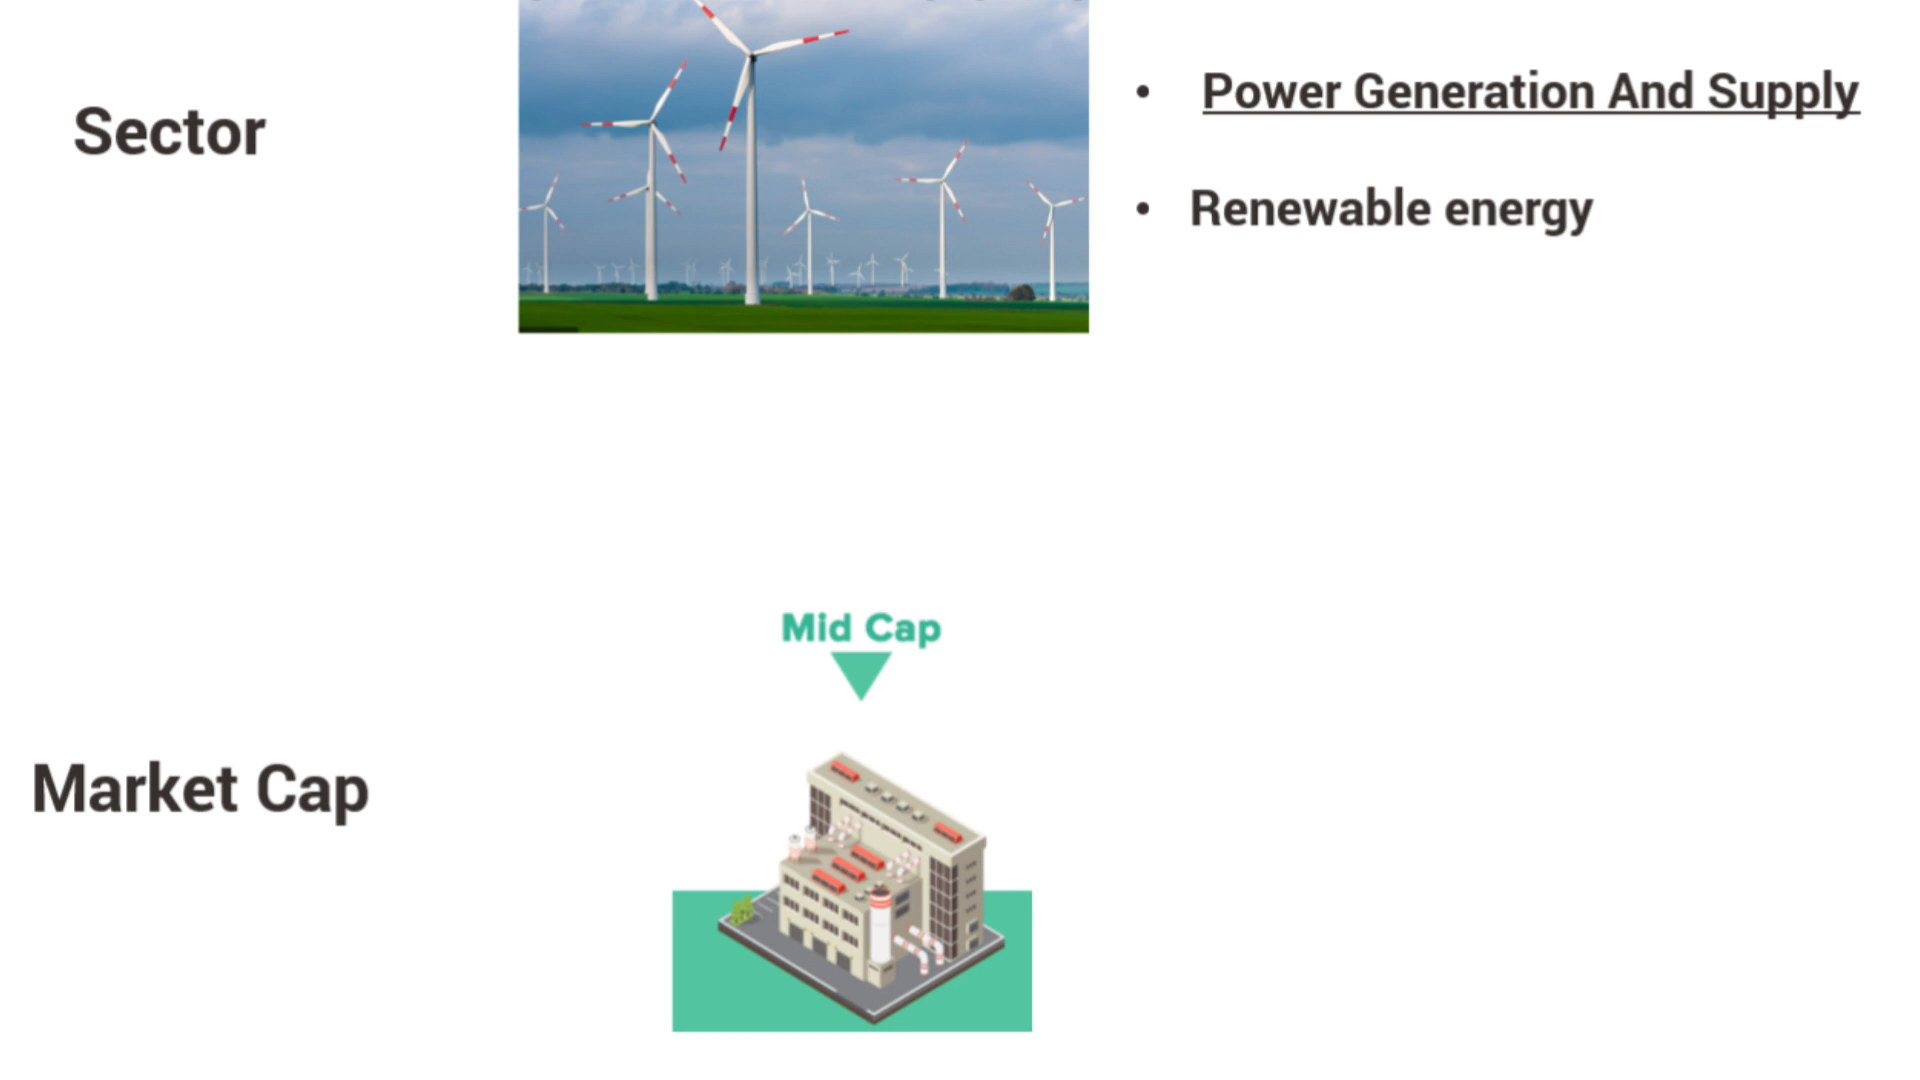 Sector
• Power Generation And Supply
• Renewable energy
Mid Cap
Market Cap